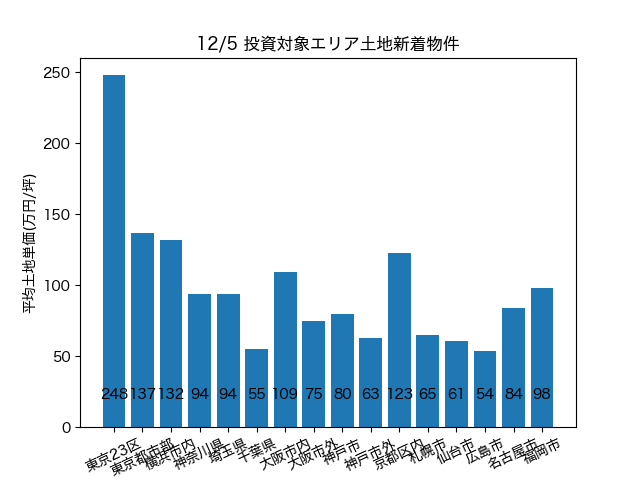 12/5 投資対象エリア土地新着物件
平均土地単価(万円/坪)
250
200
150
100
50
0
248 137 132 94 94 55 109 75 80 63 123 65 61 54 84 98
東京23区
東京都市部
横浜市内
神奈川県
埼玉県
千葉県
大阪市内
大阪市外
神戸市
神戸市外
京都区内
札幌市
仙台市
広島市
名古屋市
福岡市